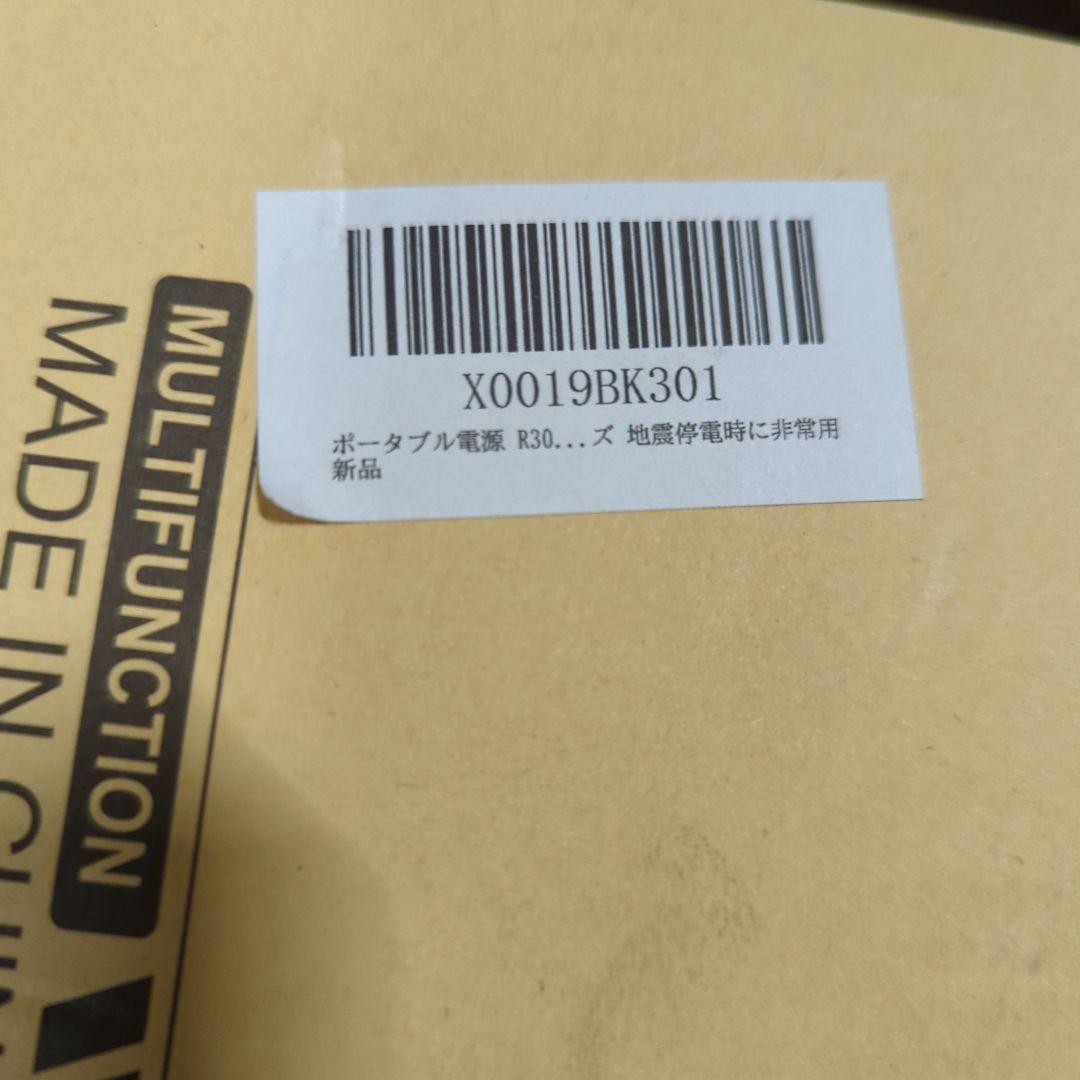 X0019BK301
ポータブル電源 R30...ズ 地震停電時に非常用
新品
MULTIFUNCTION
MADE IN